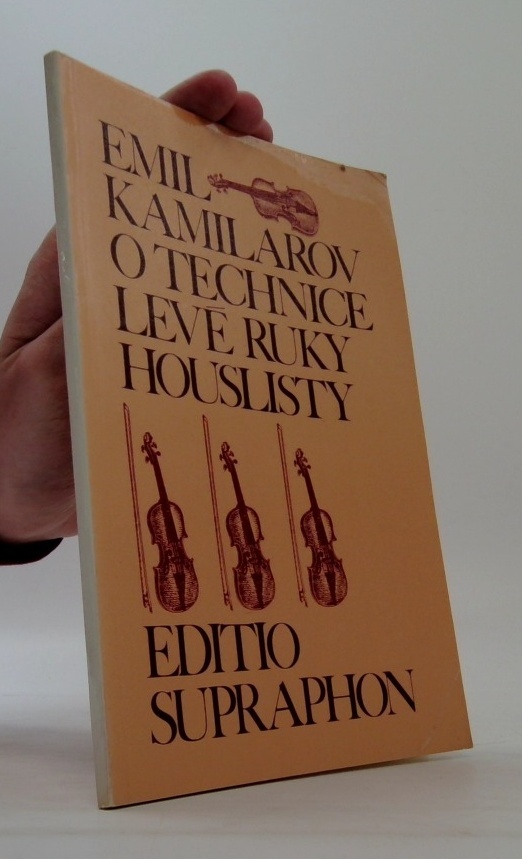 EMIL
KAMILAROV
O TECHNICE
LEVÉ RUKY
HOUSLISTY
EDITIO
SUPRAPHON